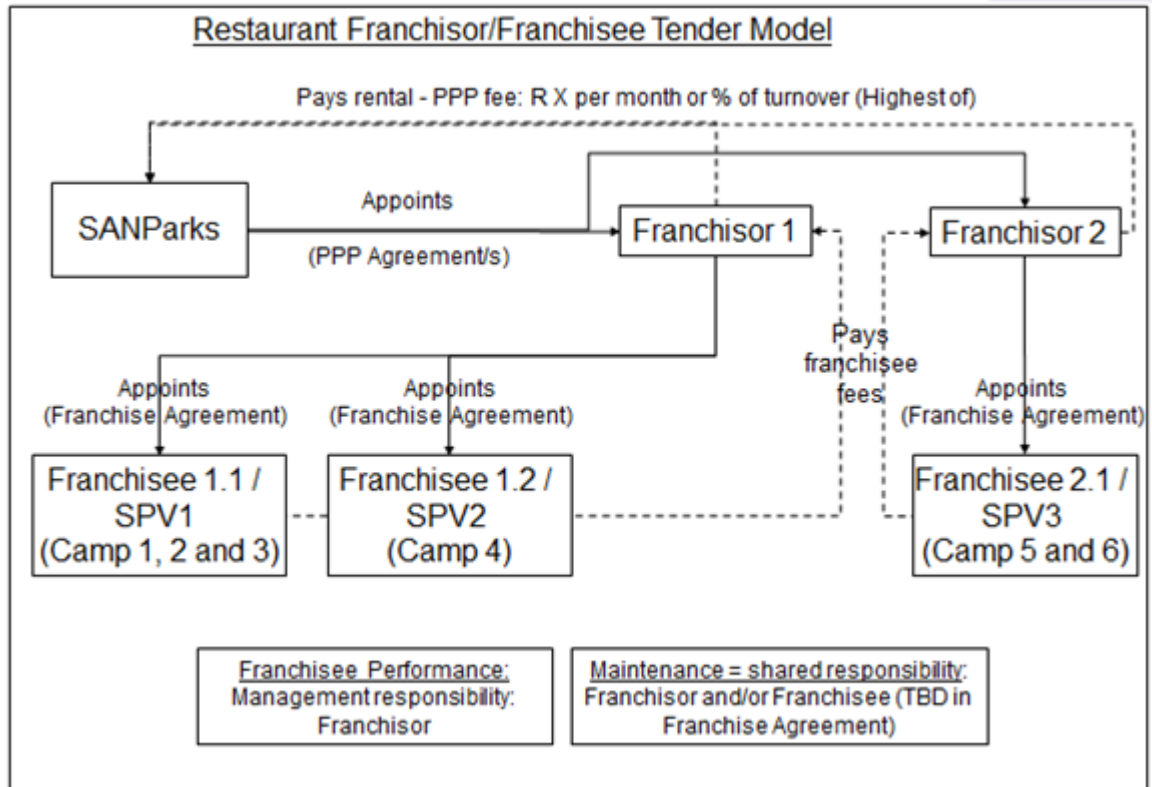 Restaurant Franchisor/Franchisee Tender Model
Pays rental - PPP fee: R X per month or % of turnover (Highest of)
SANParks
Appoints
(PPP Agreement/s)
Franchisor 1
Franchisor 2
Pays
franchisee
fees
Appoints
(Franchise Agreement)
Appoints
(Franchise Agreement)
Appoints
(Franchise Agreement)
Franchisee 1.1 /
SPV1
(Camp 1, 2 and 3)
Franchisee 1.2 /
SPV2
(Camp 4)
Franchisee 2.1 /
SPV3
(Camp 5 and 6)
Franchisee Performance:
Management responsibility:
Franchisor
Maintenance = shared responsibility:
Franchisor and/or Franchisee (TBD in
Franchise Agreement)